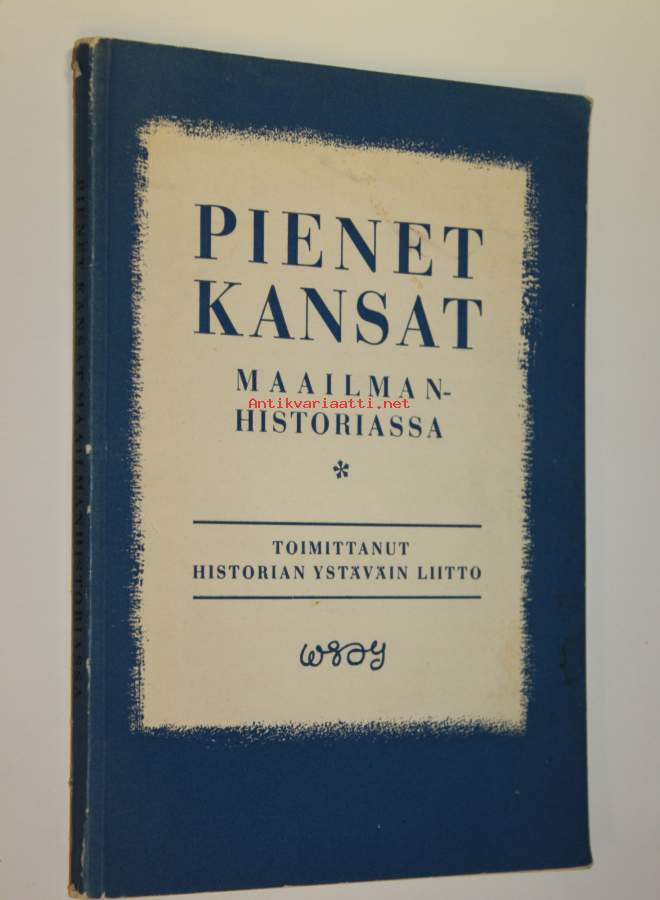 PIENET
KANSAT
MAAILMAN-
Antikvariaatti.net
HISTORIASSA
*
TOIMITTANUT
HISTORIAN YSTÄVÄIN LIITTO
WSOY
PIENET KANSAT MAAILMANHISTORIASSA